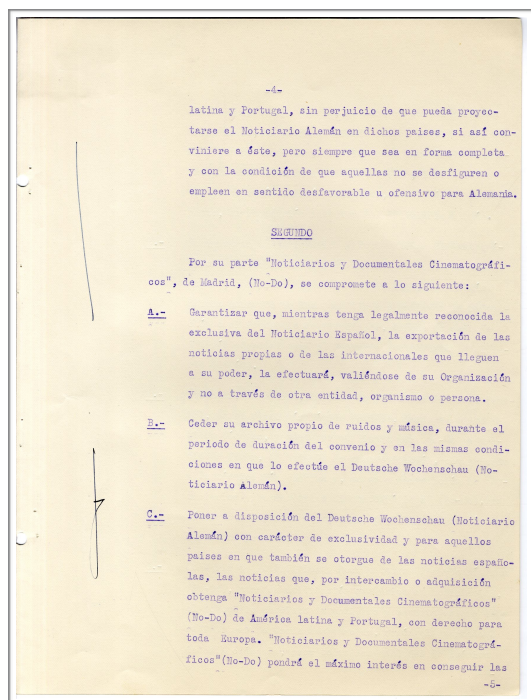 -4-
latina y Portugal, sin perjuicio de que pueda proyec-
tarse el Noticiario Alemán en dichos paises, si así con-
viniere a éste, pero siempre que sea en forma completa
y con la condición de que aquellas no se desfiguren o
empleen en sentido desfavorable u ofensivo para Alemania.
SEGUNDO
Por su parte "Noticiarios y Documentales Cinematográfi-
cos", de Madrid, (No-Do), se compromete a lo siguiente:
A.- Garantizar que, mientras tenga legalmente reconocida la
exclusiva del Noticiario Español, la exportación de las
noticias propias o de las internacionales que lleguen
a su poder, la efectuará, valiéndose de su Organización
y no a través de otra entidad, organismo o persona.
B.- Ceder su archivo propio de ruidos y música, durante el
periodo de duración del convenio y en las mismas condi-
ciones en que lo efectúe el Deutsche Wochenschau (No-
ticiario Alemán).
C.- Poner a disposición del Deutsche Wochenschau (Noticiario
Alemán) con carácter de exclusividad y para aquellos
paises en que también se otorgue de las noticias españo-
las, las noticias que, por intercambio o adquisición
obtenga "Noticiarios y Documentales Cinematográficos"
(No-Do) de América latina y Portugal, con derecho para
toda Europa. "Noticiarios y Documentales Cinematográ-
ficos"(No-Do) pondrá el máximo interés en conseguir las
-5-